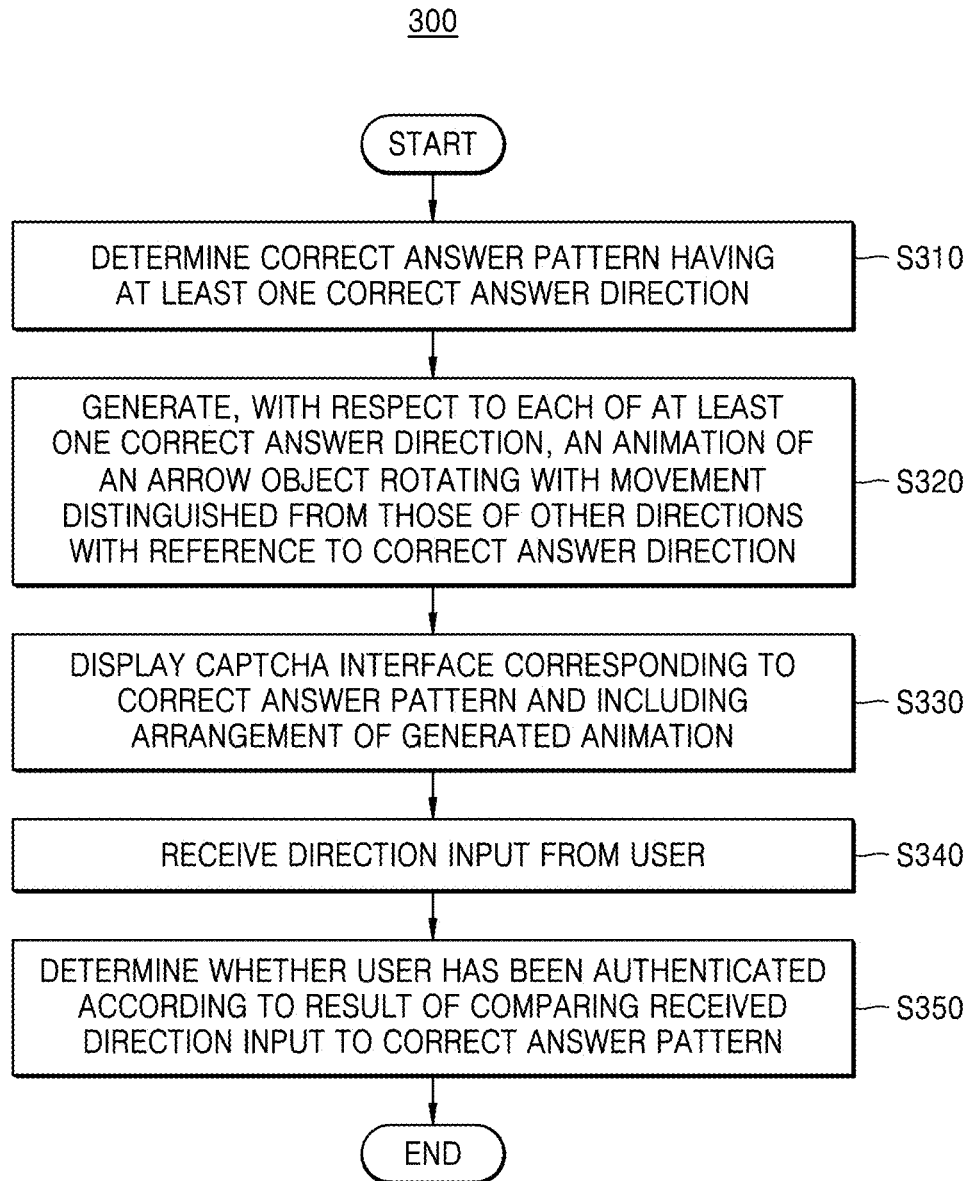 300
START
DETERMINE CORRECT ANSWER PATTERN HAVING
AT LEAST ONE CORRECT ANSWER DIRECTION
S310
GENERATE, WITH RESPECT TO EACH OF AT LEAST
ONE CORRECT ANSWER DIRECTION, AN ANIMATION OF
AN ARROW OBJECT ROTATING WITH MOVEMENT
DISTINGUISHED FROM THOSE OF OTHER DIRECTIONS
WITH REFERENCE TO CORRECT ANSWER DIRECTION
S320
DISPLAY CAPTCHA INTERFACE CORRESPONDING TO
CORRECT ANSWER PATTERN AND INCLUDING
ARRANGEMENT OF GENERATED ANIMATION
S330
RECEIVE DIRECTION INPUT FROM USER
S340
DETERMINE WHETHER USER HAS BEEN AUTHENTICATED
ACCORDING TO RESULT OF COMPARING RECEIVED
DIRECTION INPUT TO CORRECT ANSWER PATTERN
S350
END